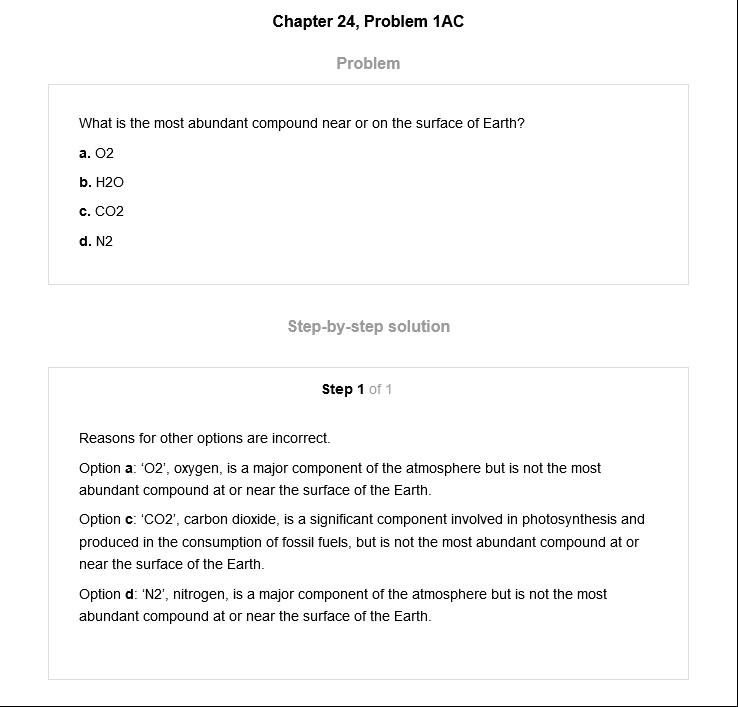 Chapter 24, Problem 1AC
Problem
What is the most abundant compound near or on the surface of Earth?
a. O2
b. H2O
c. CO2
d. N2
Step-by-step solution
Step 1 of 1
Reasons for other options are incorrect.
Option a: ‘O2’, oxygen, is a major component of the atmosphere but is not the most
abundant compound at or near the surface of the Earth.
Option c: ‘CO2’, carbon dioxide, is a significant component involved in photosynthesis and
produced in the consumption of fossil fuels, but is not the most abundant compound at or
near the surface of the Earth.
Option d: ‘N2’, nitrogen, is a major component of the atmosphere but is not the most
abundant compound at or near the surface of the Earth.